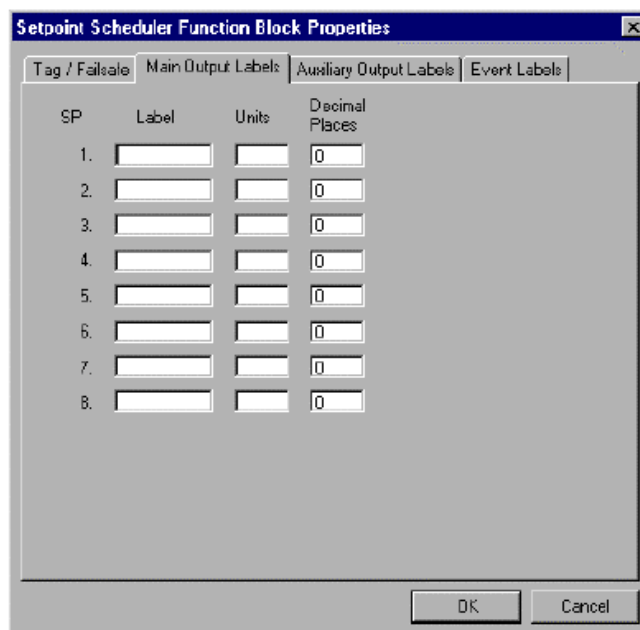 Setpoint Scheduler Function Block Properties
Tag / Failsafe Main Output Labels Auxiliary Output Labels Event Labels
SP Label Units Decimal Places
1. 0
2. 0
3. 0
4. 0
5. 0
6. 0
7. 0
8. 0
OK Cancel